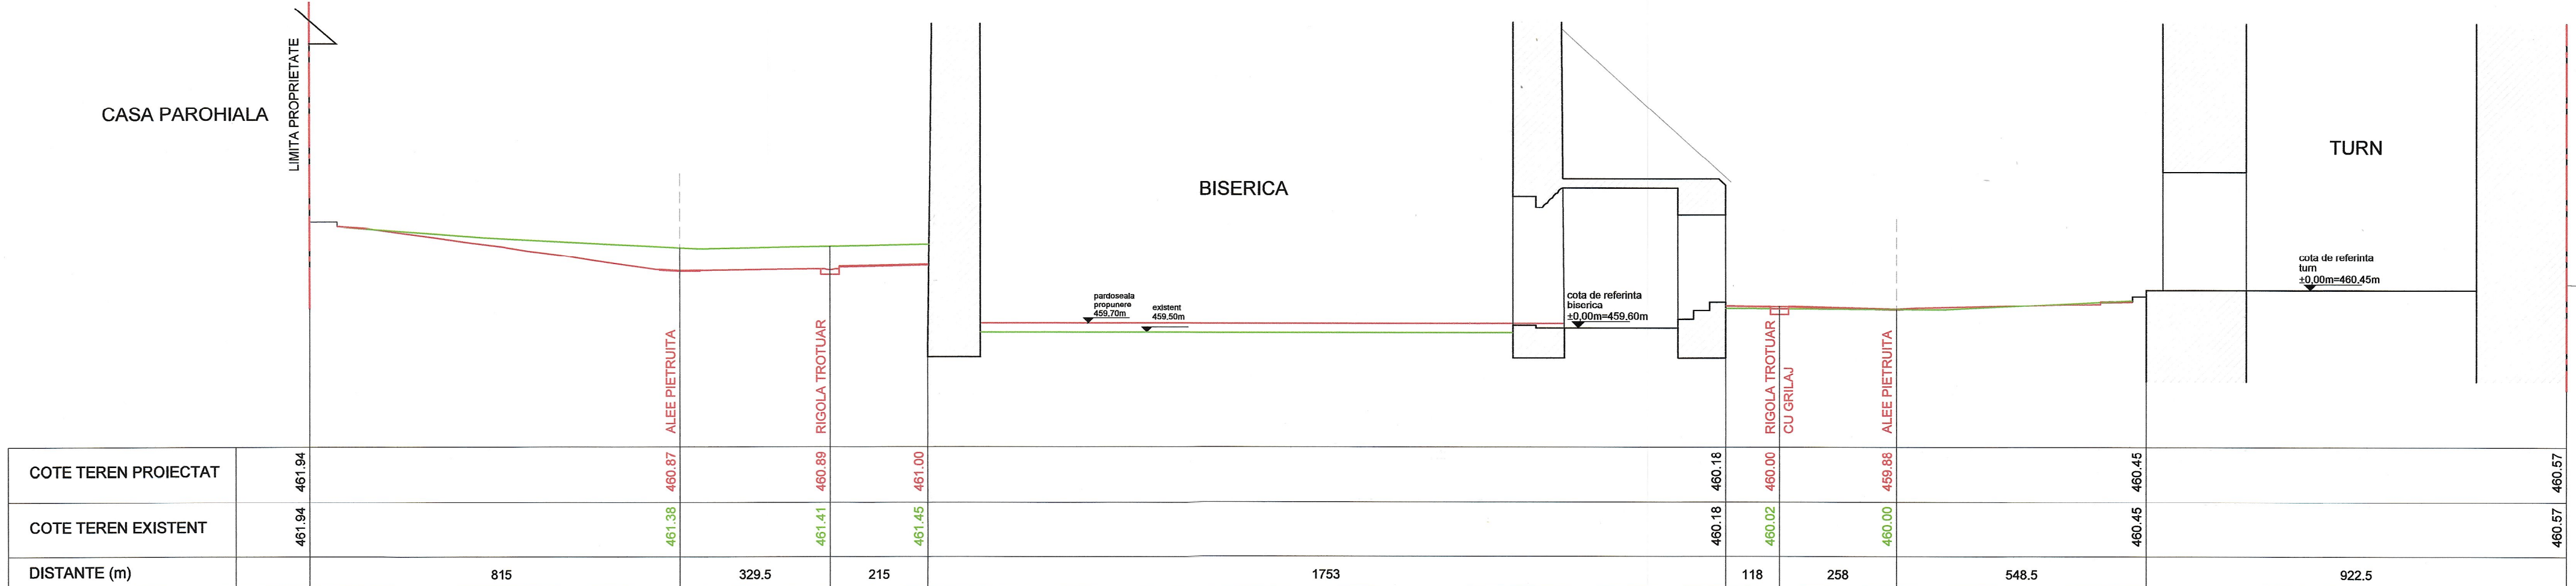 CASA PAROHIALA
LIMITA PROPRIETATE
BISERICA
TURN
pardoseala
propunere
459,70m
existent
459.50m
cota de referinta
biserica
±0,00m=459.60m
cota de referinta
turn
±0,00m=460.45m
ALEE PIETRUITA
RIGOLA TROTUAR
RIGOLA TROTUAR
CU GRILAJ
ALEE PIETRUITA
COTE TEREN PROIECTAT 461.94 460.87 460.89 461.00 460.18 460.00 459.88 460.45 460.57
COTE TEREN EXISTENT 461.94 461.38 461.41 461.45 460.18 460.02 460.00 460.45 460.57
DISTANTE (m) 815 329.5 215 1753 118 258 548.5 922.5